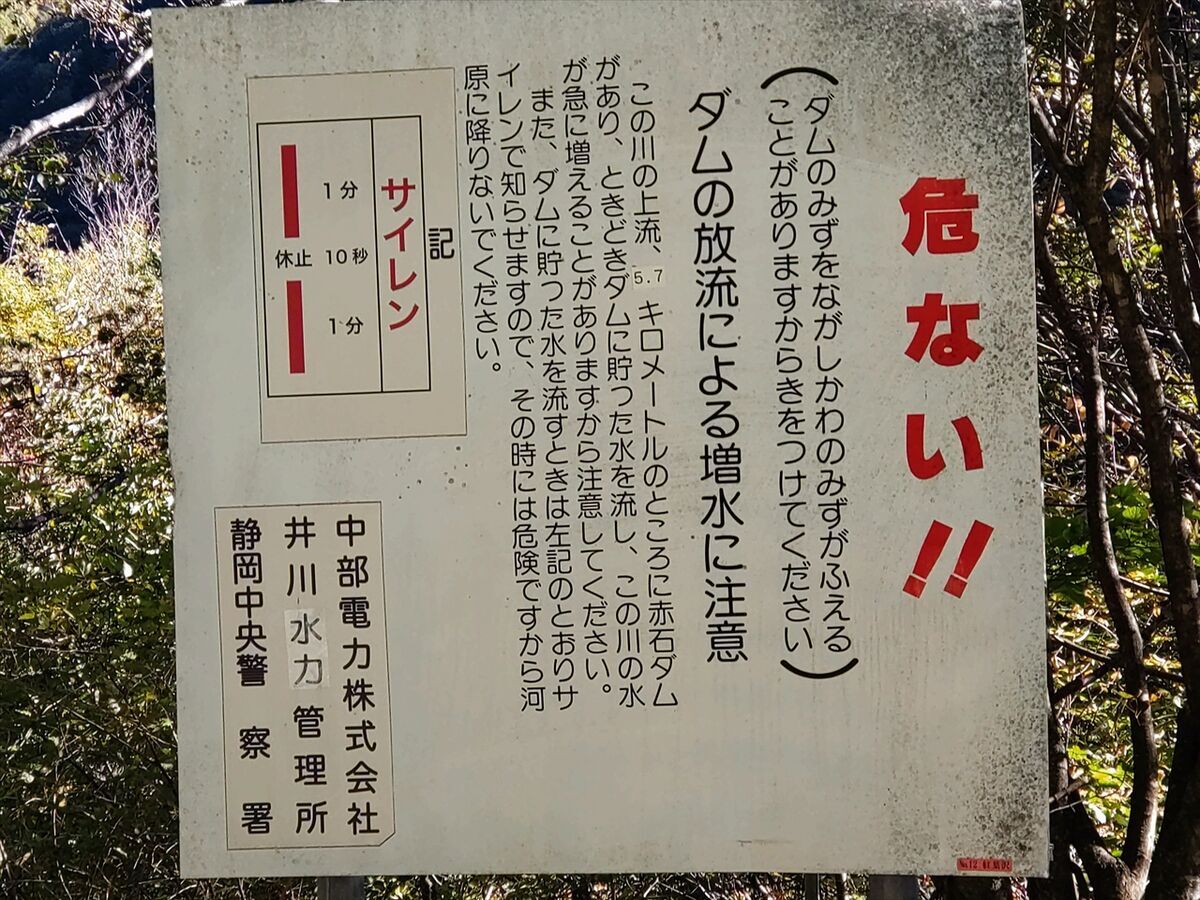 危ない!!
(ダムのみずをながしかわのみずがふえる
ことがありますからきをつけてください)
ダムの放流による増水に注意
この川の上流、5.7キロメートルのところに赤石ダム
があり、ときどきダムに貯った水を流し、この川の水
が急に増えることがありますから注意してください。
また、ダムに貯った水を流すときは左記のとおりサ
イレンで知らせますので、その時には危険ですから河
原に降りないでください。
記
サイレン
1分
休止 10秒
1分
中部電力株式会社
井川水力管理所
静岡中央警察署